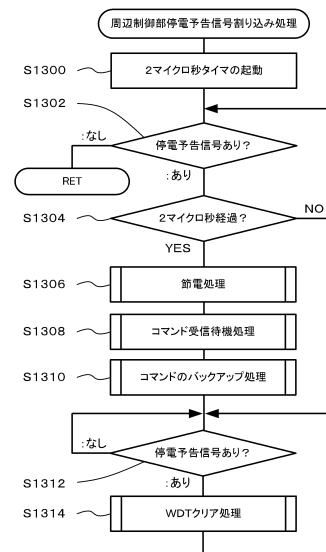 周辺制御部停電予告信号割り込み処理
S1300
2マイクロ秒タイマの起動
S1302
停電予告信号あり?
:なし
RET
:あり
S1304
2マイクロ秒経過?
NO
YES
S1306
節電処理
S1308
コマンド受信待機処理
S1310
コマンドのバックアップ処理
停電予告信号あり?
:なし
S1312
:あり
S1314
WDTクリア処理